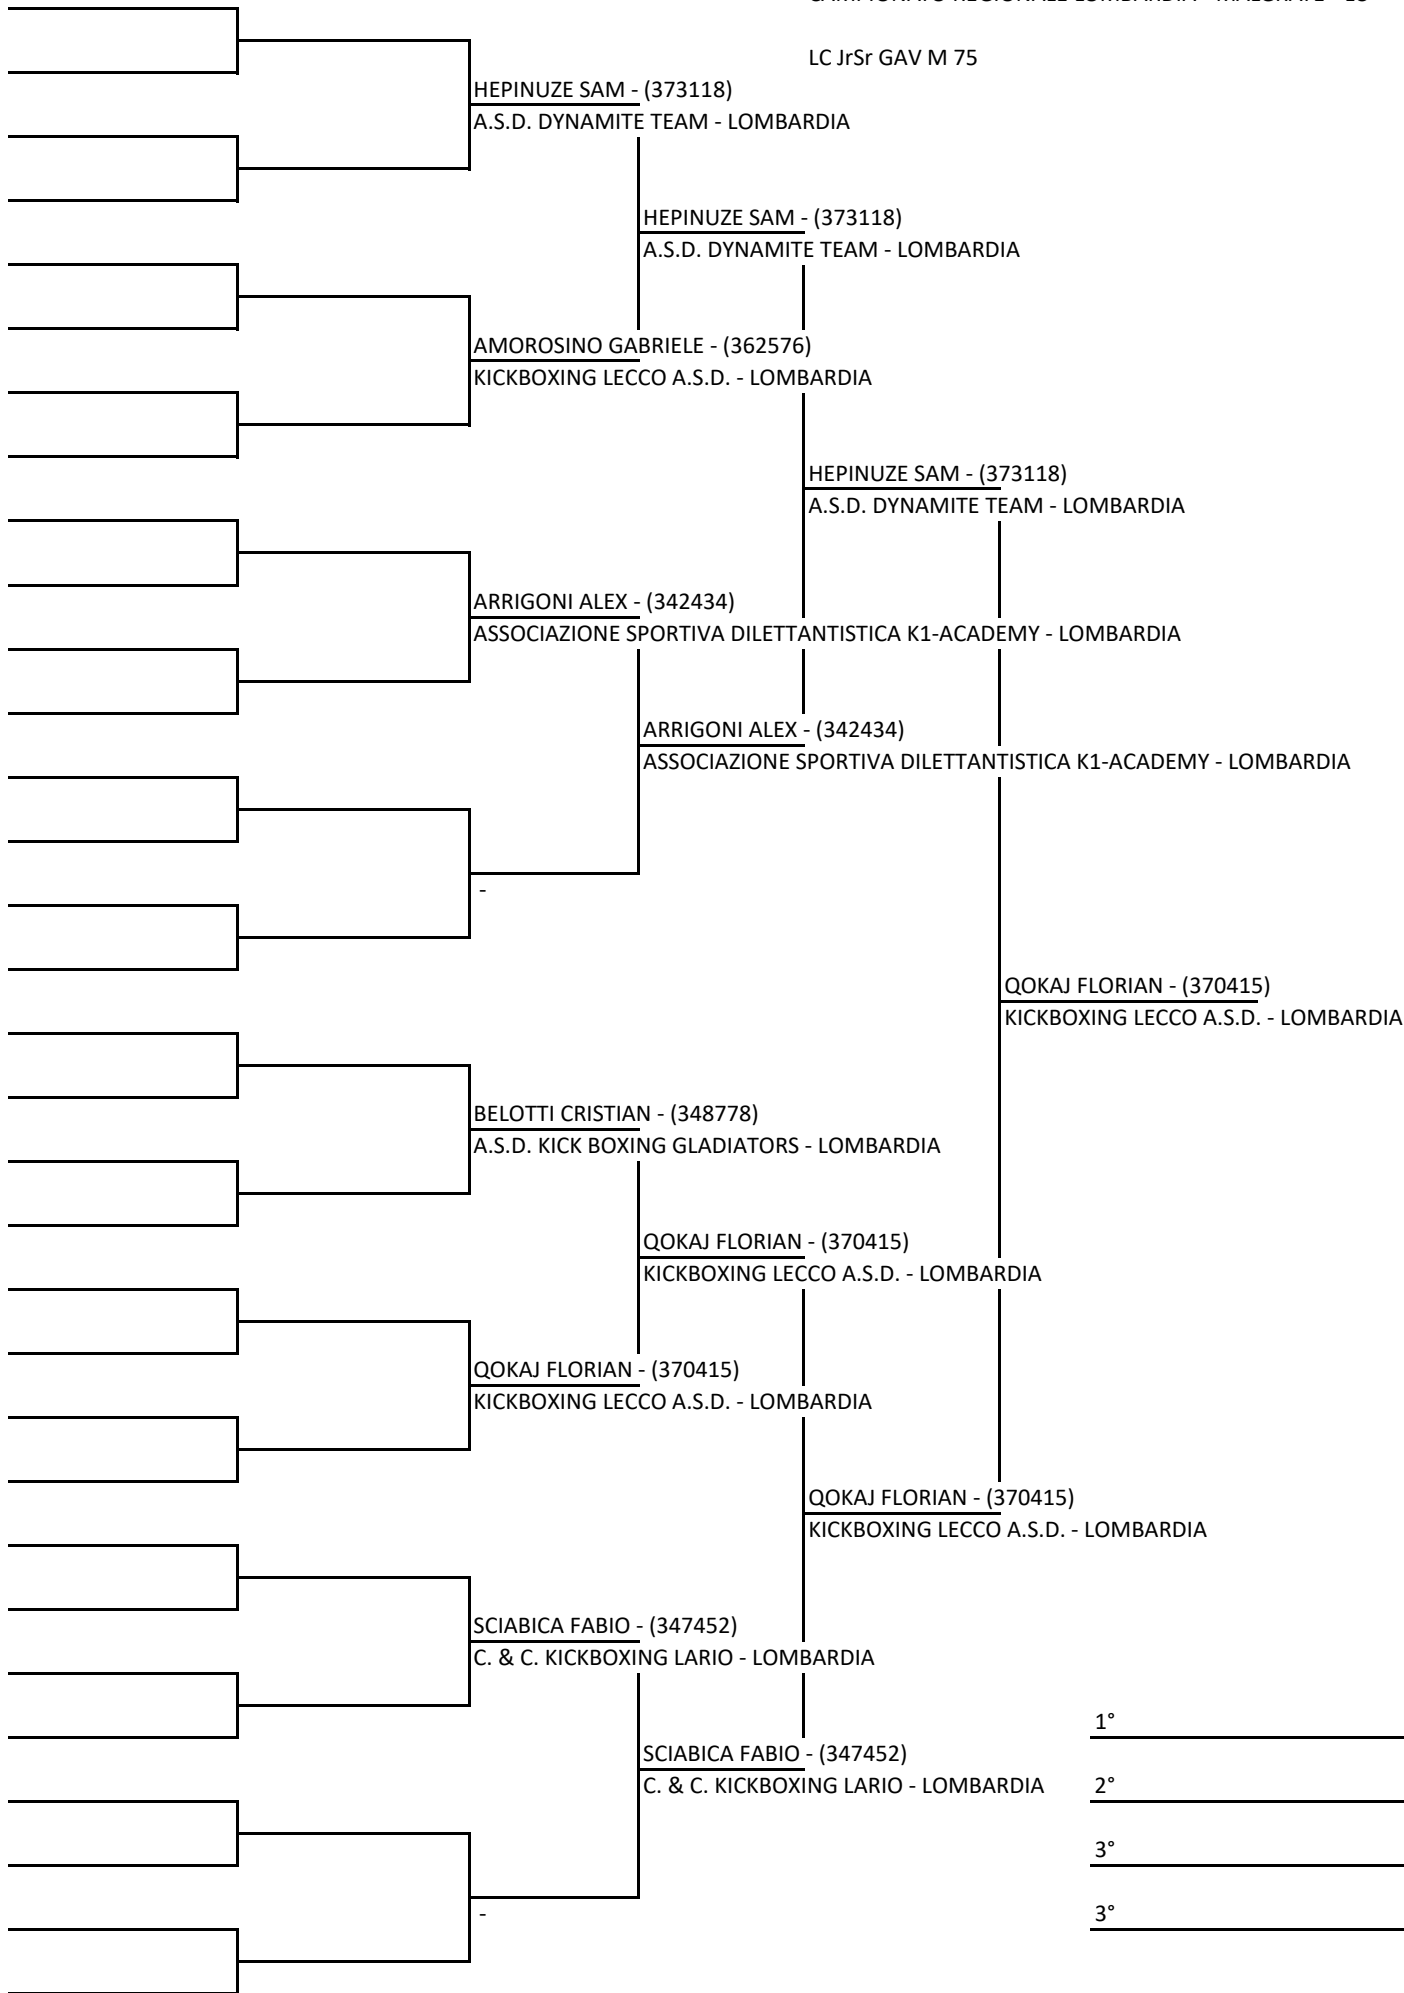 LC JrSr GAV M 75
HEPINUZE SAM - (373118)
A.S.D. DYNAMITE TEAM - LOMBARDIA
HEPINUZE SAM - (373118)
A.S.D. DYNAMITE TEAM - LOMBARDIA
AMOROSINO GABRIELE - (362576)
KICKBOXING LECCO A.S.D. - LOMBARDIA
HEPINUZE SAM - (373118)
A.S.D. DYNAMITE TEAM - LOMBARDIA
ARRIGONI ALEX - (342434)
ASSOCIAZIONE SPORTIVA DILETTANTISTICA K1-ACADEMY - LOMBARDIA
ARRIGONI ALEX - (342434)
ASSOCIAZIONE SPORTIVA DILETTANTISTICA K1-ACADEMY - LOMBARDIA
-
QOKAJ FLORIAN - (370415)
KICKBOXING LECCO A.S.D. - LOMBARDIA
BELOTTI CRISTIAN - (348778)
A.S.D. KICK BOXING GLADIATORS - LOMBARDIA
QOKAJ FLORIAN - (370415)
KICKBOXING LECCO A.S.D. - LOMBARDIA
QOKAJ FLORIAN - (370415)
KICKBOXING LECCO A.S.D. - LOMBARDIA
QOKAJ FLORIAN - (370415)
KICKBOXING LECCO A.S.D. - LOMBARDIA
SCIABICA FABIO - (347452)
C. & C. KICKBOXING LARIO - LOMBARDIA
1°
SCIABICA FABIO - (347452)
C. & C. KICKBOXING LARIO - LOMBARDIA
2°
3°
3°
-